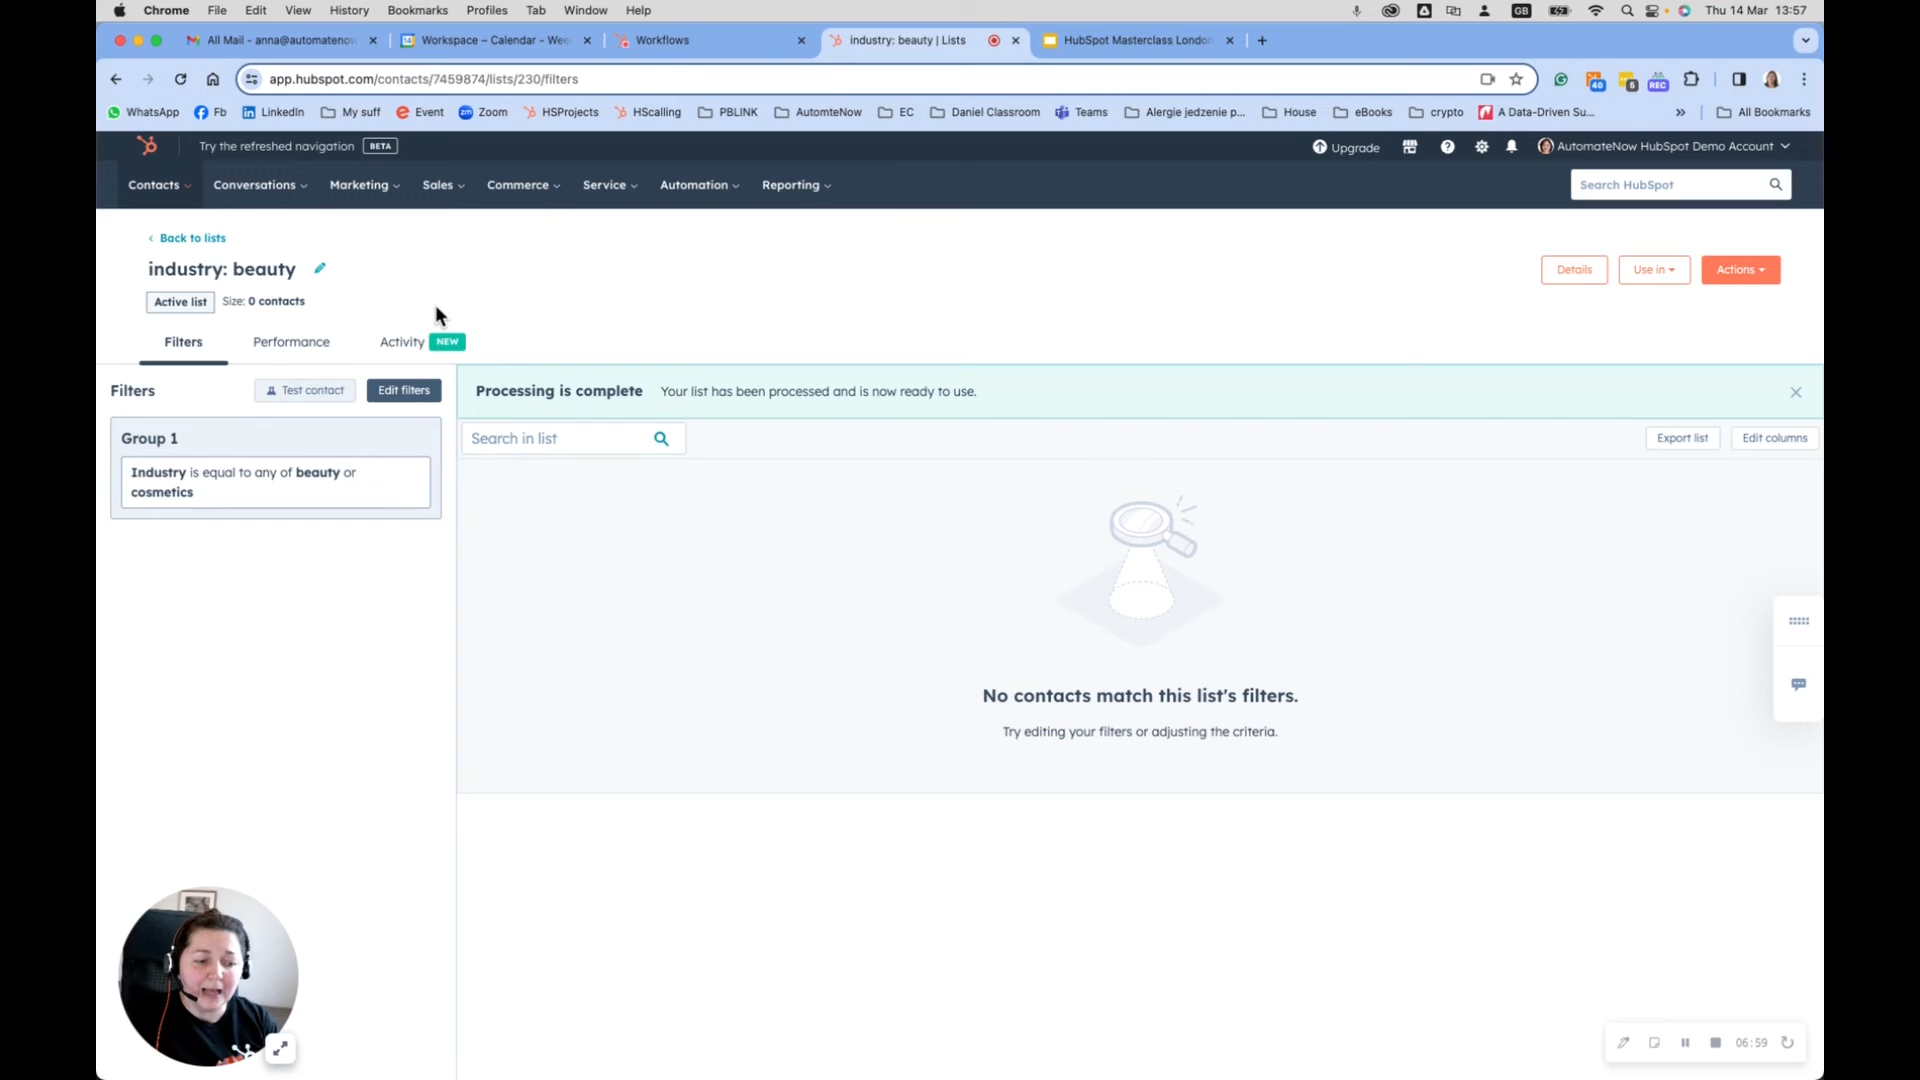 Chrome File Edit View History Bookmarks Profiles Tab Window Help GB Thu 14 Mar 13:57
All Mail - anna@automatenow Workspace – Calendar - Wee Workflows industry: beauty | Lists HubSpot Masterclass London
app.hubspot.com/contacts/7459874/lists/230/filters 40 5 REC
WhatsApp Fb LinkedIn My suff Event Zoom HSProjects HScalling PBLINK AutomteNow EC Daniel Classroom Teams Alergie jedzenie p... House eBooks crypto A Data-Driven Su... » All Bookmarks
Try the refreshed navigation BETA Upgrade AutomateNow HubSpot Demo Account
Contacts Conversations Marketing Sales Commerce Service Automation Reporting Search HubSpot
Back to lists
industry: beauty Details Use in Actions
Active list Size: 0 contacts
Filters Performance Activity NEW
Filters Test contact Edit filters Processing is complete Your list has been processed and is now ready to use.
Group 1 Search in list Export list Edit columns
Industry is equal to any of beauty or
cosmetics
No contacts match this list's filters.
Try editing your filters or adjusting the criteria.
06:59